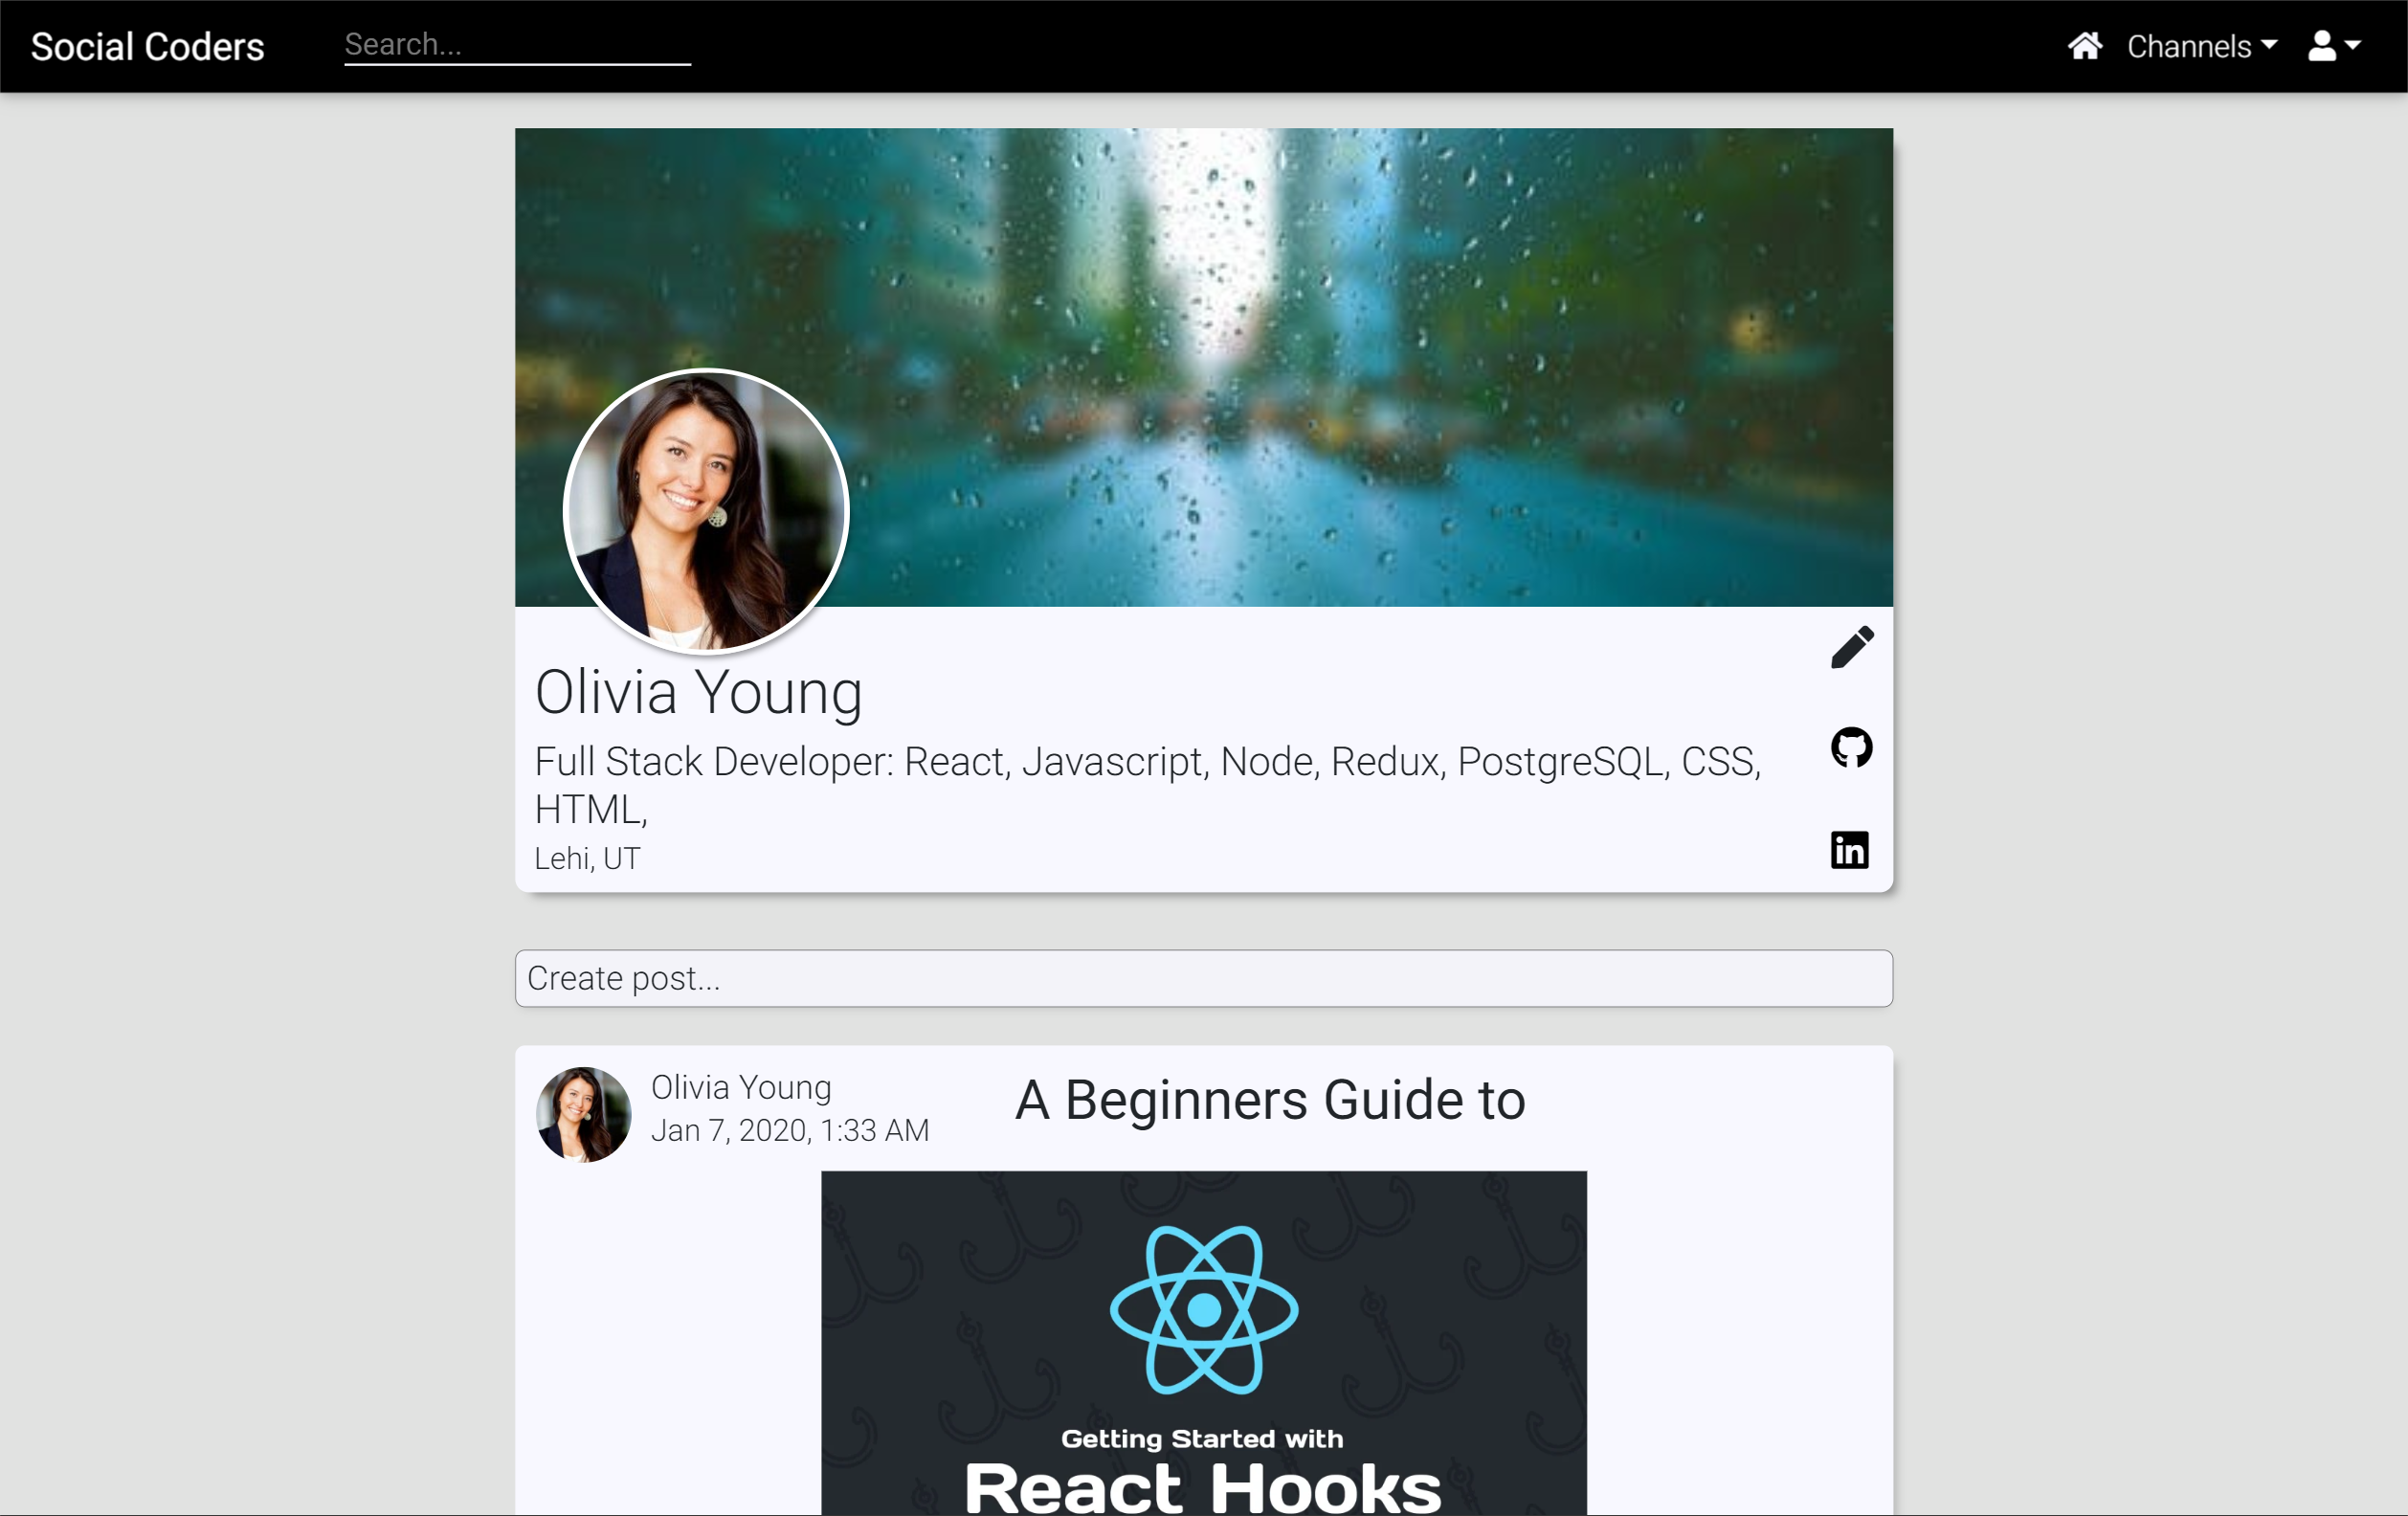 Social Coders
Search...
Channels
Olivia Young
Full Stack Developer: React, Javascript, Node, Redux, PostgreSQL, CSS,
HTML,
Lehi, UT
in
Create post...
Olivia Young
Jan 7, 2020, 1:33 AM
A Beginners Guide to
Getting Started with
React Hooks